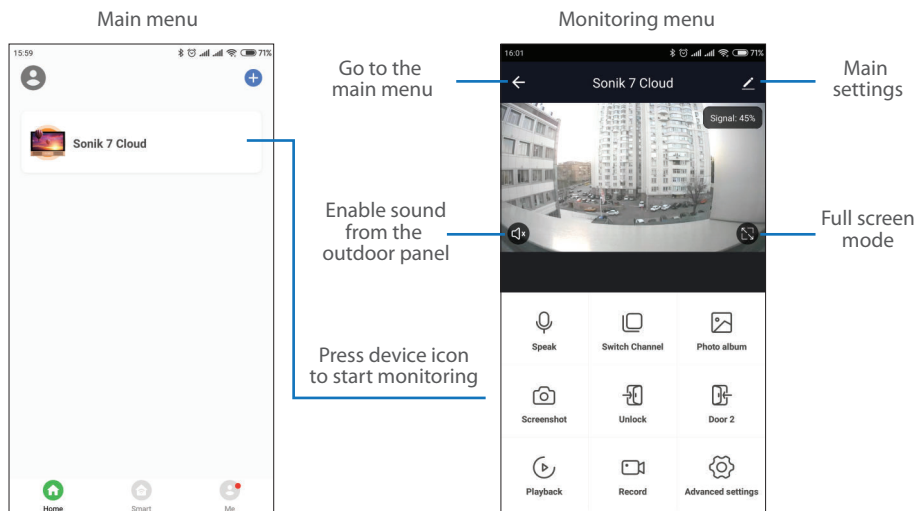 Main menu
15:59
71%
Sonik 7 Cloud
Home
Smart
Me
Go to the
main menu
Enable sound
from the
outdoor panel
Press device icon
to start monitoring
Monitoring menu
16:01
71%
Sonik 7 Cloud
Signal: 45%
Speak
Switch Channel
Photo album
Screenshot
Unlock
Door 2
Playback
Record
Advanced settings
Main
settings
Full screen
mode